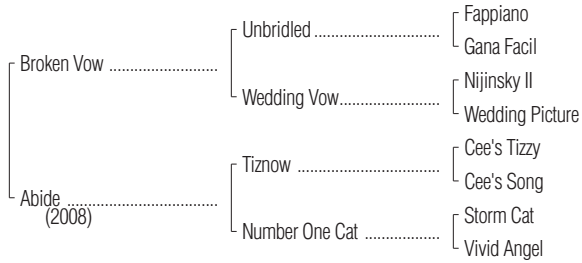 Fappiano
Unbridled ..........................
Gana Facil
Broken Vow ......................
Nijinsky II
Wedding Vow....................
Wedding Picture
Cee's Tizzy
Tiznow ..............................
Cee's Song
Abide ................................
(2008)
Storm Cat
Number One Cat ..............
Vivid Angel